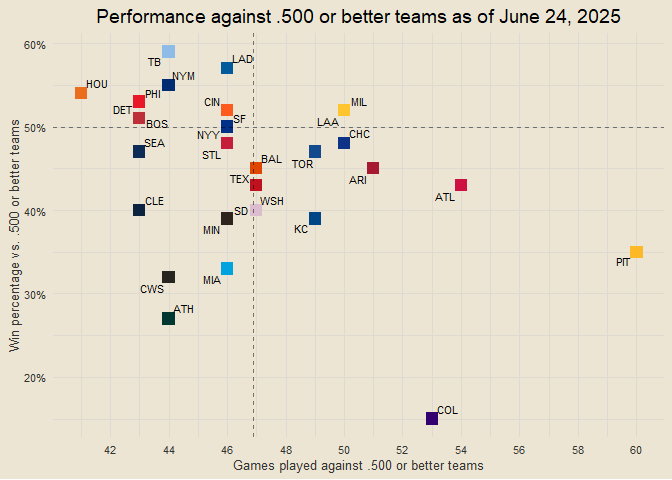 Performance against .500 or better teams as of June 24, 2025
Win percentage vs. .500 or better teams
60%
50%
40%
30%
20%
TB
LAD
NYM
HOU
PHI
CIN
MIL
DET
BOS
SF
LAA
NYY
CHC
SEA
STL
TOR
BAL
TEX
ARI
ATL
CLE
SD
WSH
MIN
KC
PIT
MIA
CWS
ATH
COL
42 44 46 48 50 52 54 56 58 60
Games played against .500 or better teams